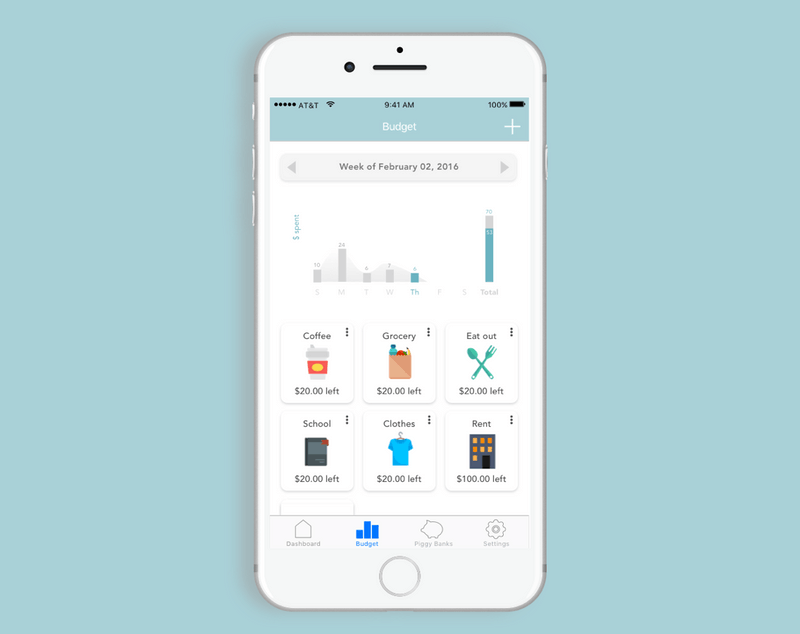 AT&T 9:41 AM 100%
Budget
Week of February 02, 2016
$ spent
70
53
24
10
6
7
6
S M T W Th F S Total
Coffee Grocery Eat out
$20.00 left $20.00 left $20.00 left
School Clothes Rent
$20.00 left $20.00 left $100.00 left
Dashboard Budget Piggy Banks Settings